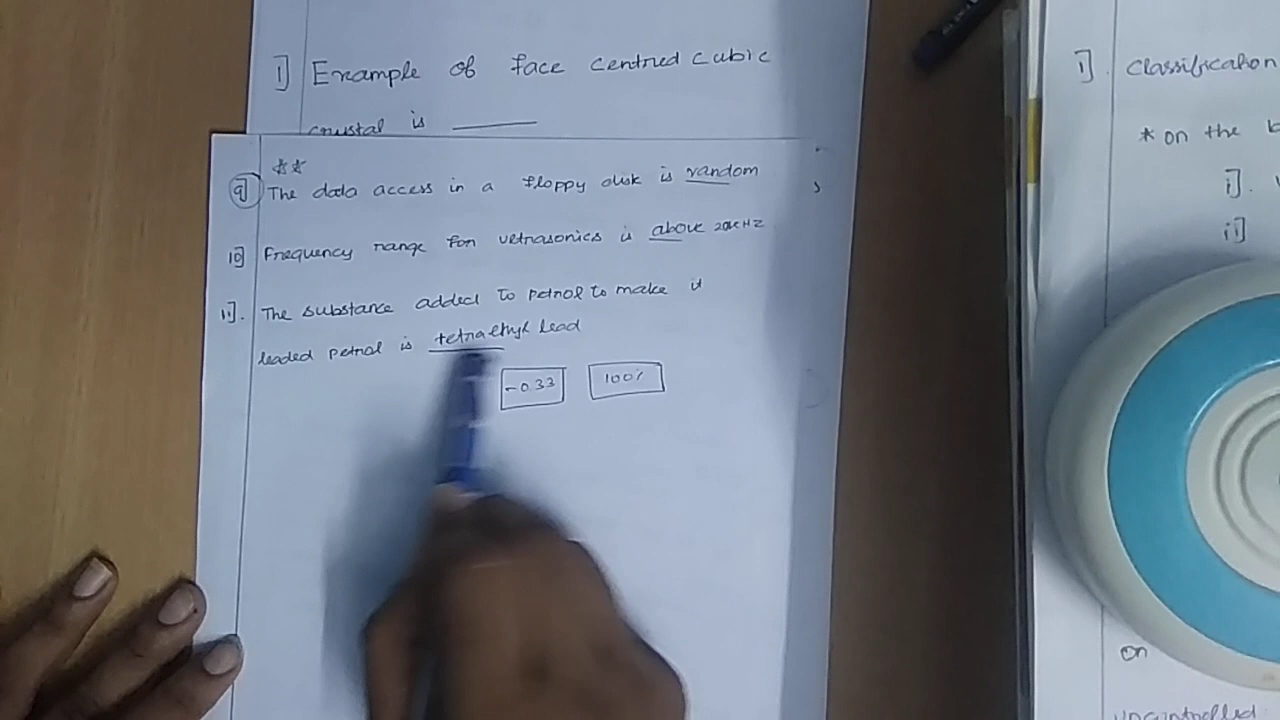 1] Example of face centred cubic
crystal is ______
**
9] The data access in a floppy disk is random
10] Frequency range for ultrasonics is above 20kHz
11]. The substance added to petrol to make it
leaded petrol is tetraethyl lead
-0.33 100%
1]. Classification
* on the
i].
ii]
on
uncontrolled